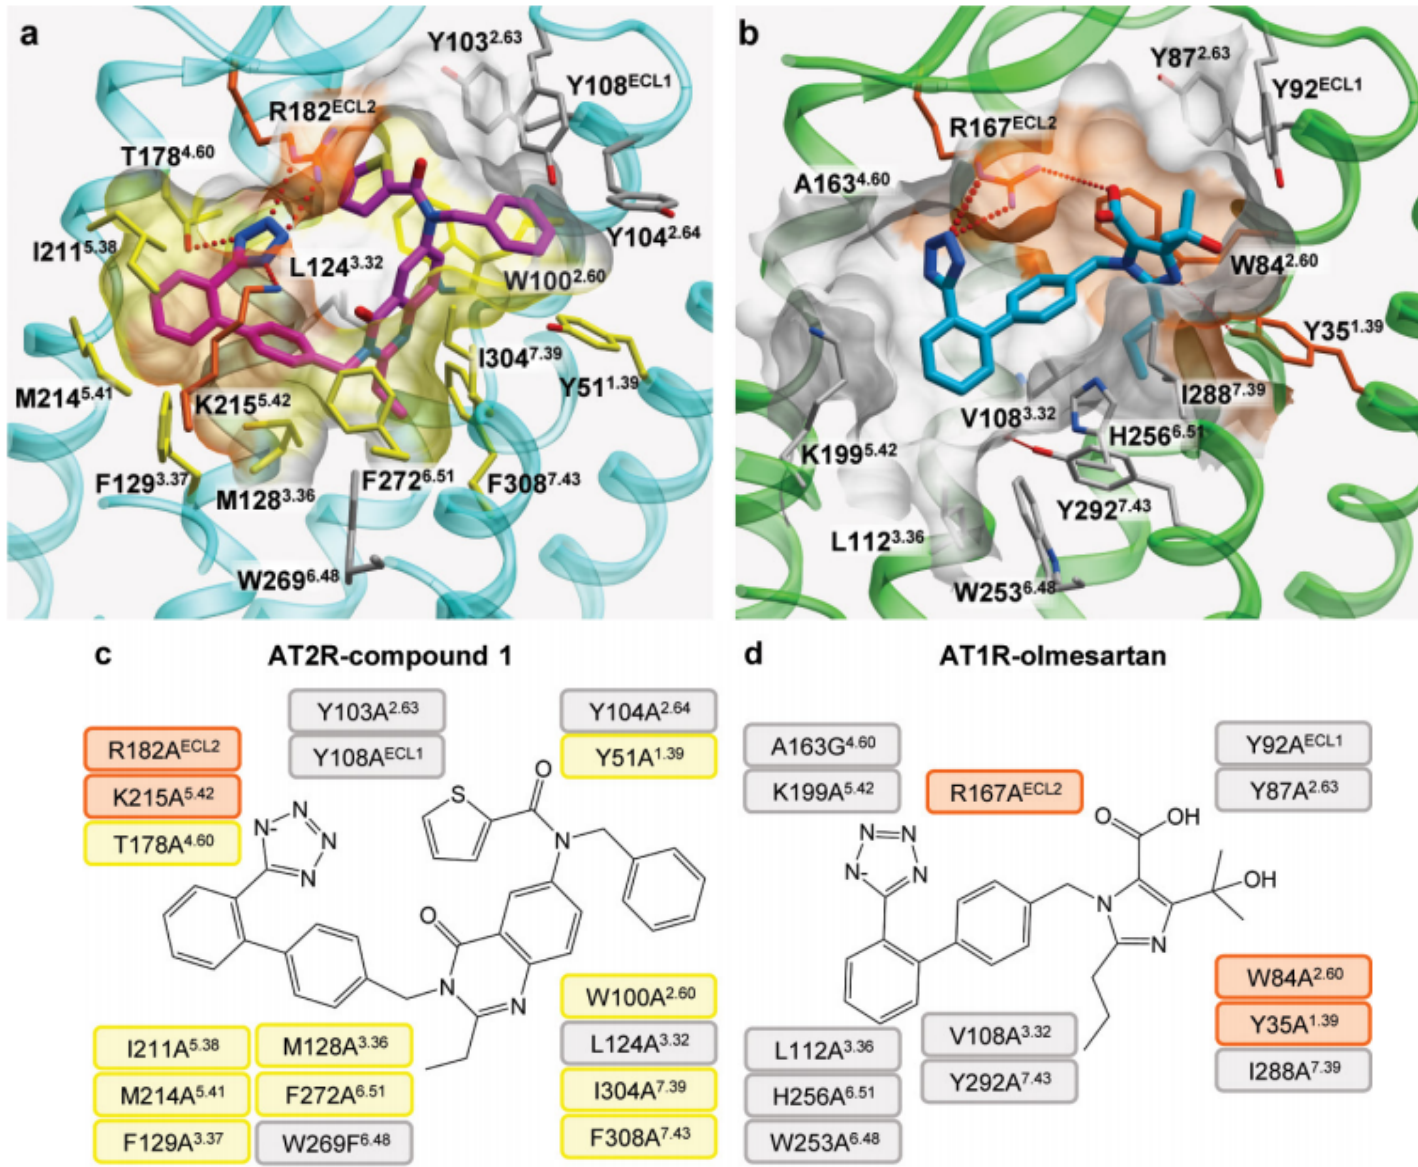 a
Y103^2.63
Y108^ECL1
R182^ECL2
T178^4.60
I211^5.38
L124^3.32
Y104^2.64
W100^2.60
M214^5.41
K215^5.42
I304^7.39
Y51^1.39
F129^3.37
M128^3.36
F272^6.51
F308^7.43
W269^6.48
b
Y87^2.63
Y92^ECL1
R167^ECL2
A163^4.60
W84^2.60
Y35^1.39
I288^7.39
V108^3.32
H256^6.51
K199^5.42
Y292^7.43
L112^3.36
W253^6.48
c AT2R-compound 1
Y103A^2.63
Y108A^ECL1
Y104A^2.64
Y51A^1.39
R182A^ECL2
K215A^5.42
T178A^4.60
S
O
N
N
N-
N
N
N
O
N
N
W100A^2.60
L124A^3.32
I304A^7.39
F308A^7.43
I211A^5.38
M128A^3.36
M214A^5.41
F272A^6.51
F129A^3.37
W269F^6.48
d AT1R-olmesartan
A163G^4.60
K199A^5.42
R167A^ECL2
Y92A^ECL1
Y87A^2.63
N
N
N-
N
O
OH
OH
N
N
W84A^2.60
Y35A^1.39
I288A^7.39
L112A^3.36
V108A^3.32
H256A^6.51
Y292A^7.43
W253A^6.48